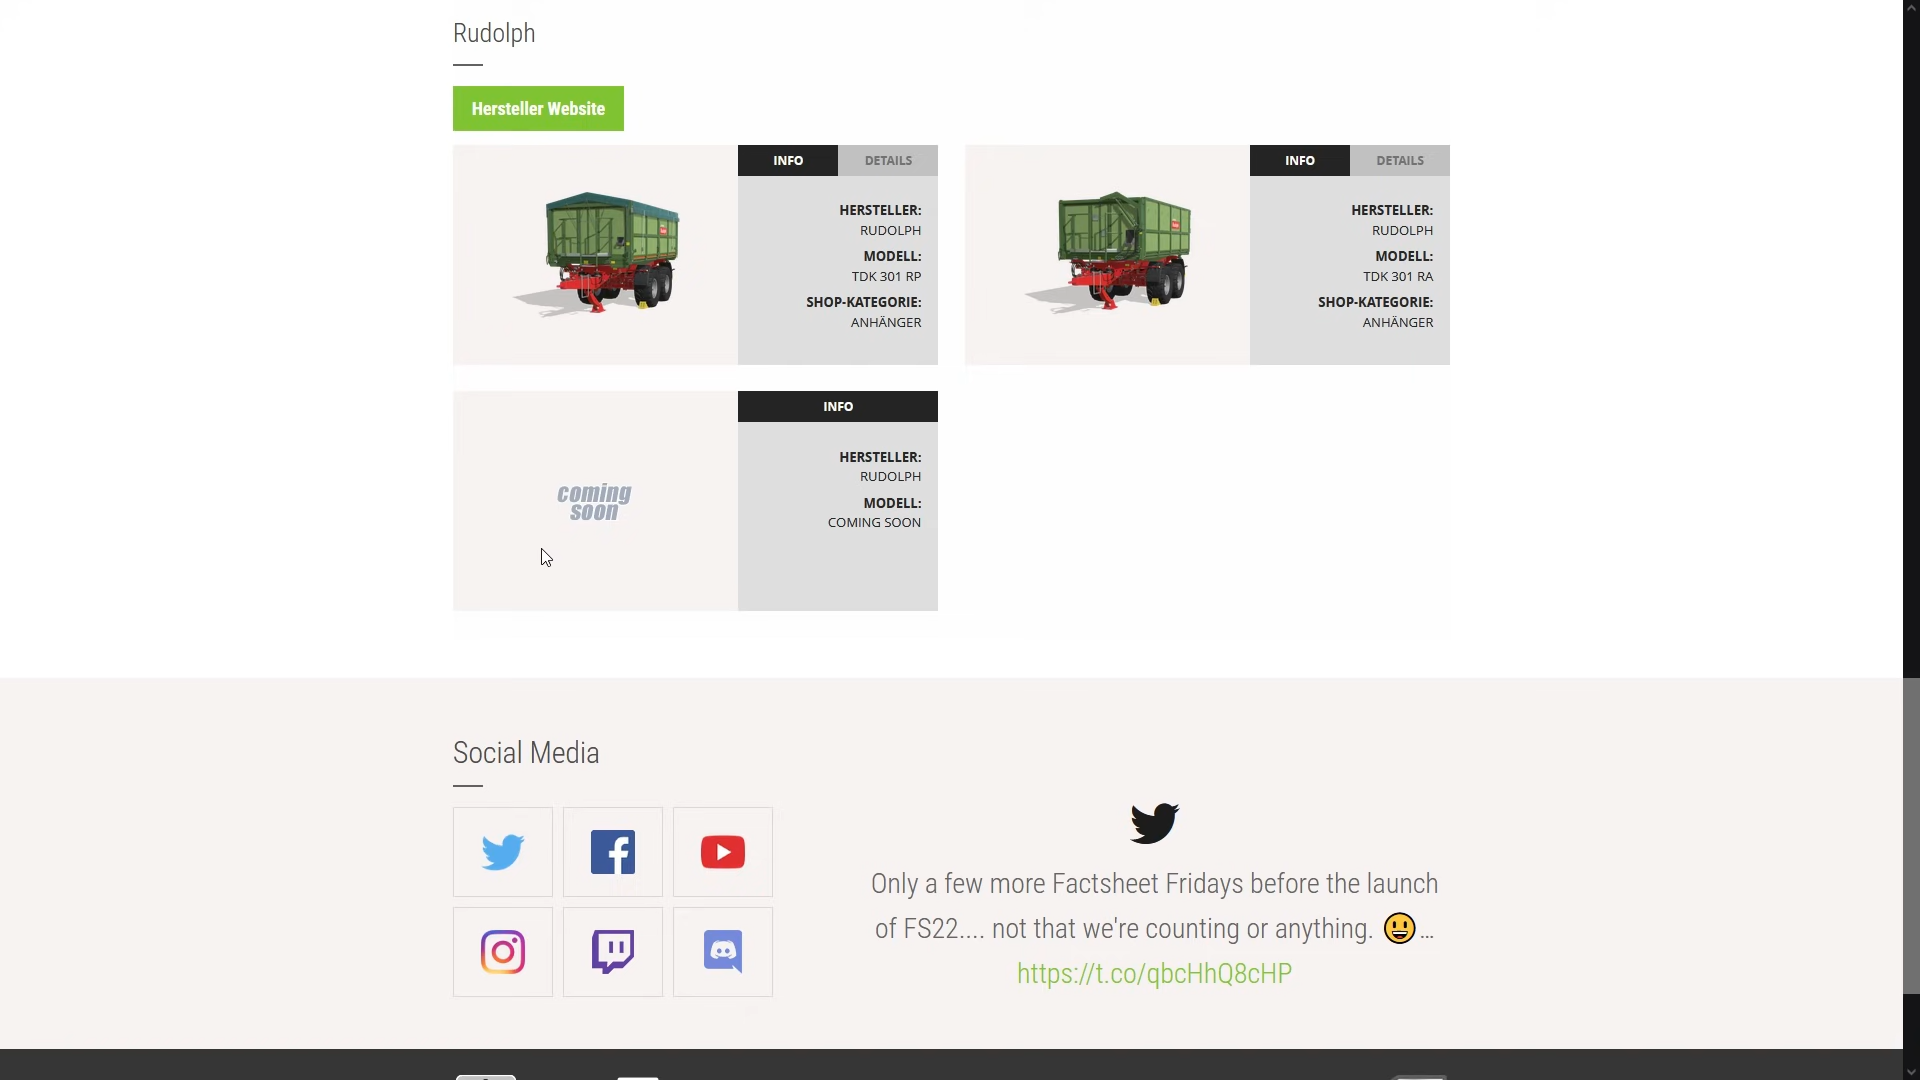 Rudolph
Hersteller Website
INFO DETAILS
HERSTELLER:
RUDOLPH
MODELL:
TDK 301 RP
SHOP-KATEGORIE:
ANHÄNGER
INFO DETAILS
HERSTELLER:
RUDOLPH
MODELL:
TDK 301 RA
SHOP-KATEGORIE:
ANHÄNGER
coming
soon
INFO
HERSTELLER:
RUDOLPH
MODELL:
COMING SOON
Social Media
Only a few more Factsheet Fridays before the launch
of FS22.... not that we're counting or anything. 😃…
https://t.co/qbcHhQ8cHP